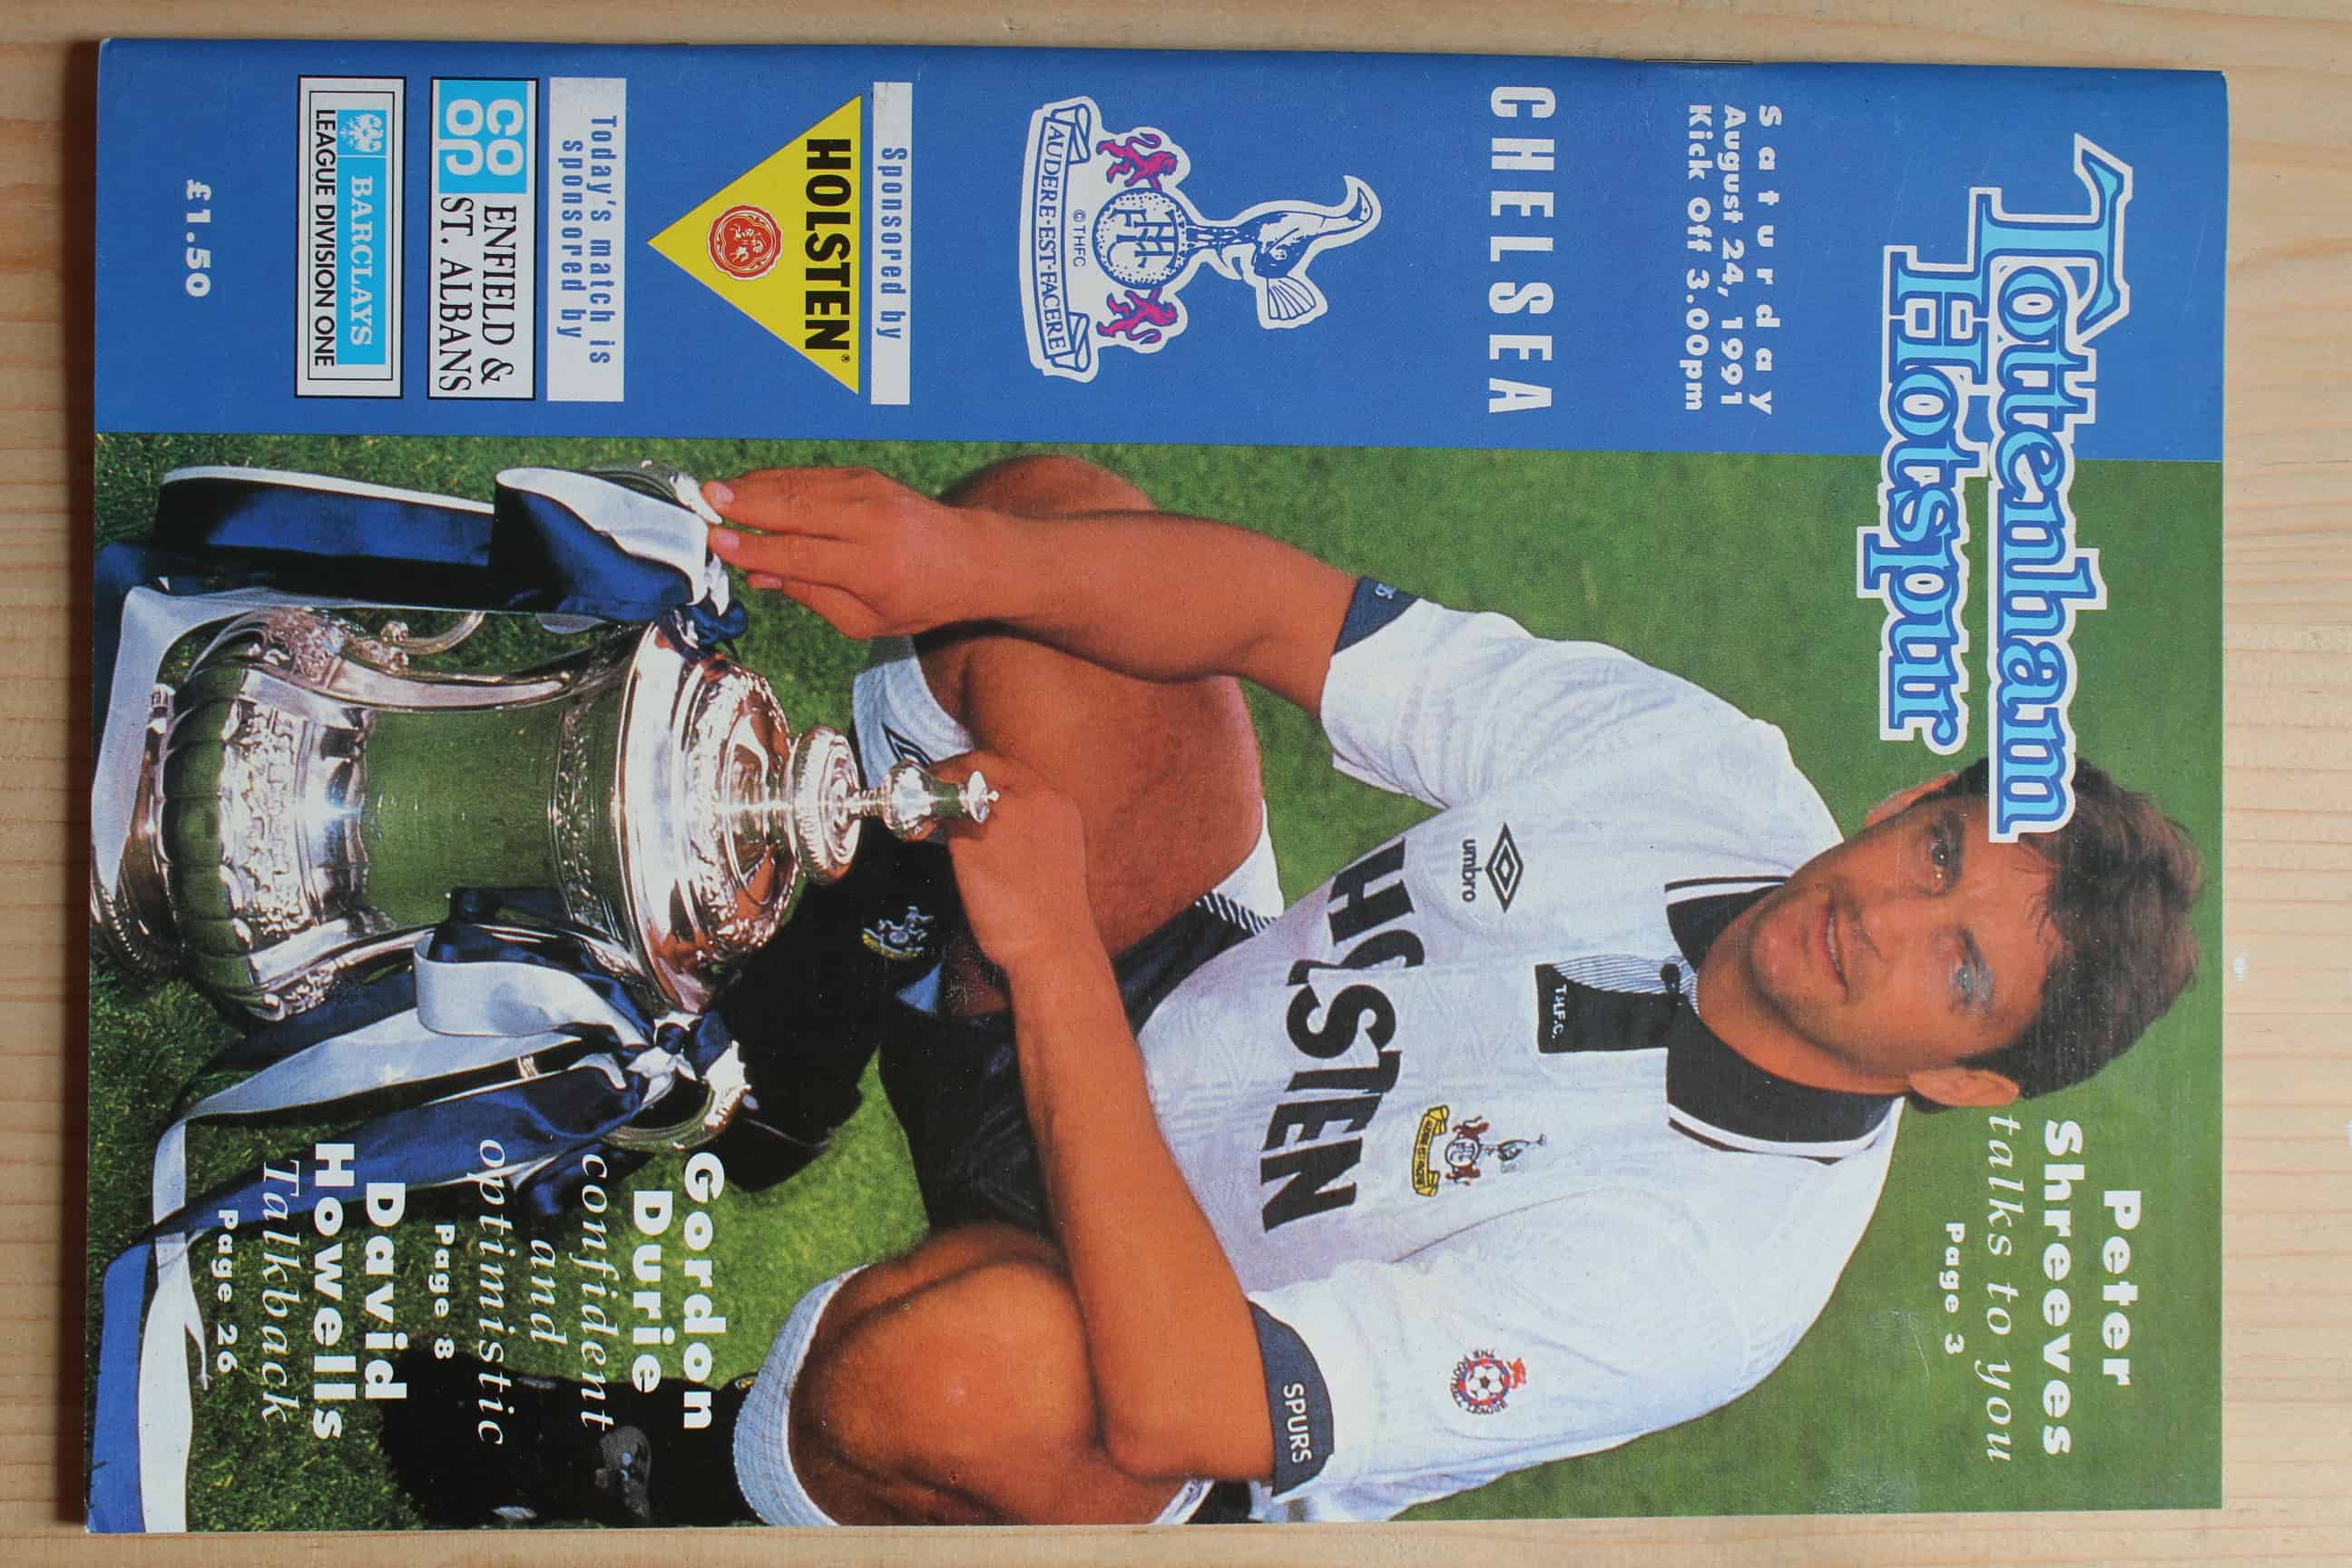 Tottenham
Hotspur
Saturday
August 24, 1991
Kick Off 3.00pm
CHELSEA
© THFC
AUDERE·EST·FACERE
Sponsored by
HOLSTEN®
Today's match is
sponsored by
CO
OP
ENFIELD &
ST. ALBANS
BARCLAYS
LEAGUE DIVISION ONE
£1.50
Peter
Shreeves
talks to you
Page 3
umbro
T.H.F.C.
HOLSTEN
SPURS
Gordon
Durie
confident
and
optimistic
Page 8
David
Howells
Talkback
Page 26